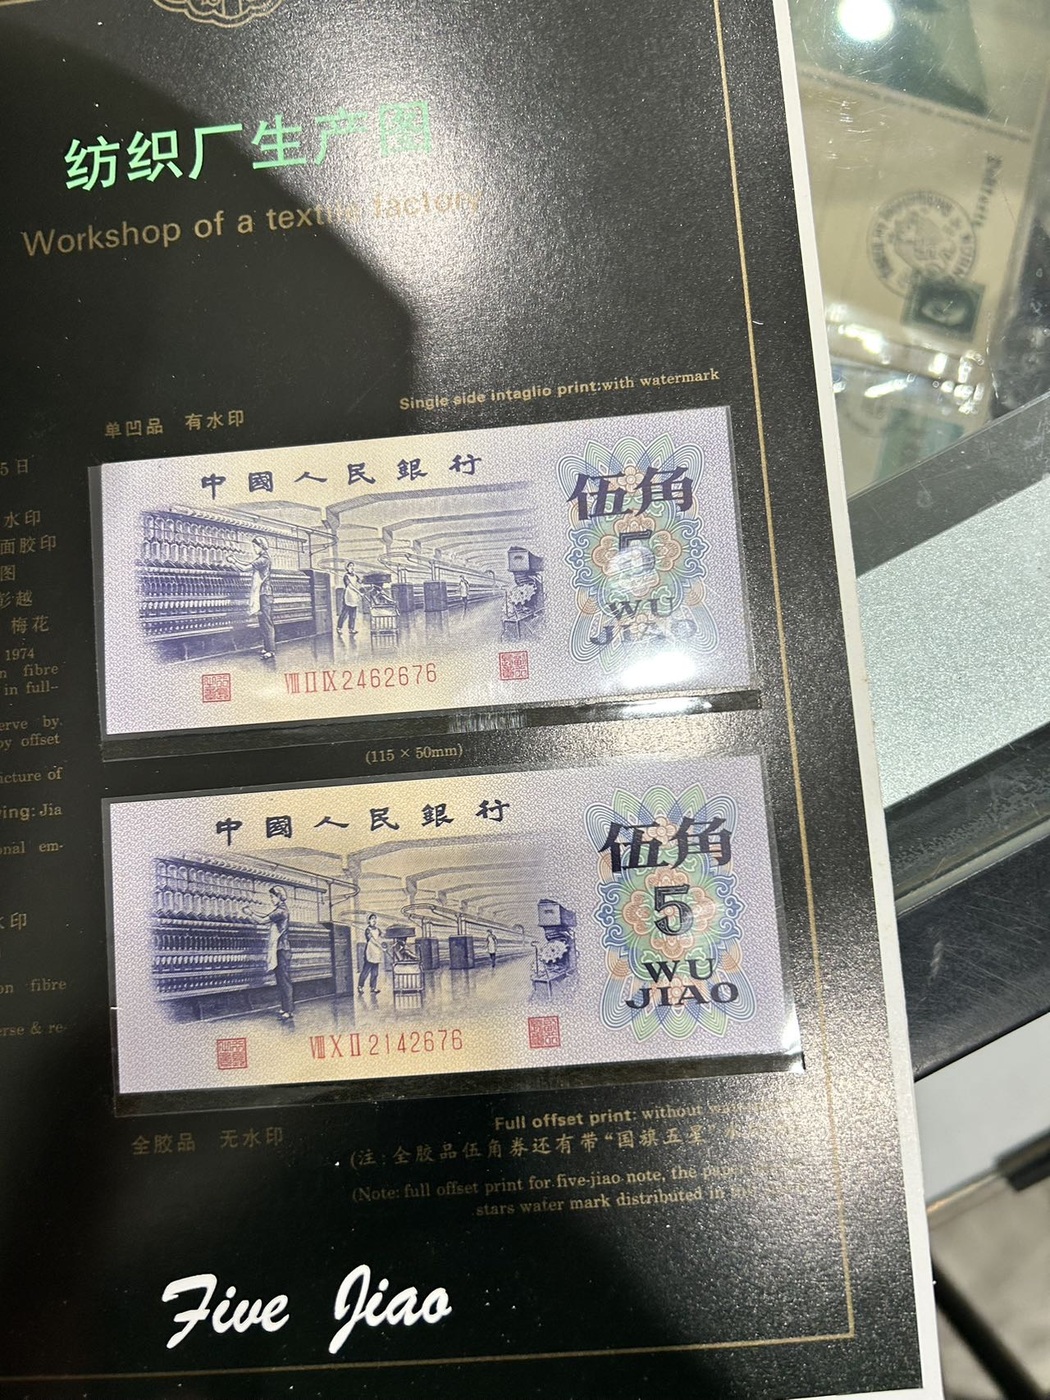 纺织厂生产图
Workshop of a textile factory
单凹品 有水印
Single side intaglio print:with watermark
5日
水印
面胶印
图
彭越
梅花
1974
n fibre
in full-
erve by.
by offset
icture of
ving: Jia
onal em-
水印
on fibre
erse & re-
中國人民銀行
伍角
5
WU
JIAO
ⅧⅡⅨ2462676
(115 × 50mm)
中國人民銀行
伍角
5
WU
JIAO
ⅧⅩⅡ2142676
全胶品 无水印
Full offset print: without
(注:全胶品伍角券还有带“国旗五星”
(Note: full offset print for five-jiao note, the
stars water mark distributed in
Five Jiao